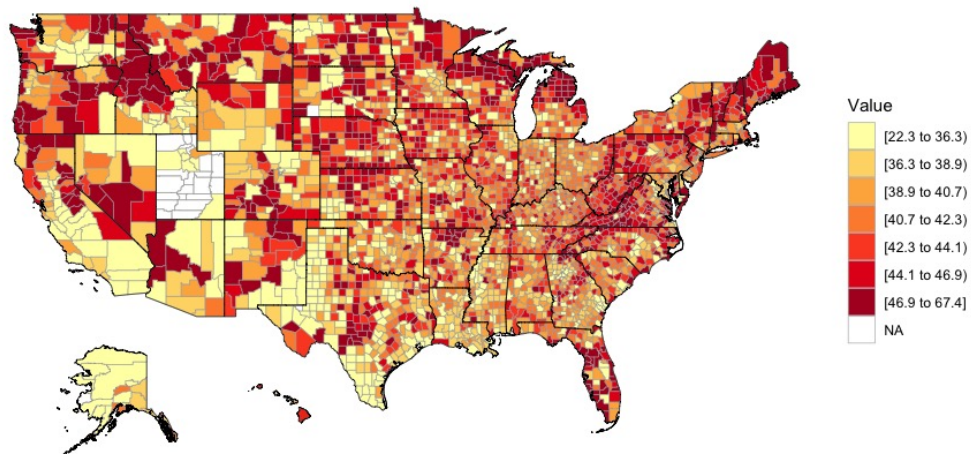 Value
[22.3 to 36.3)
[36.3 to 38.9)
[38.9 to 40.7)
[40.7 to 42.3)
[42.3 to 44.1)
[44.1 to 46.9)
[46.9 to 67.4]
NA